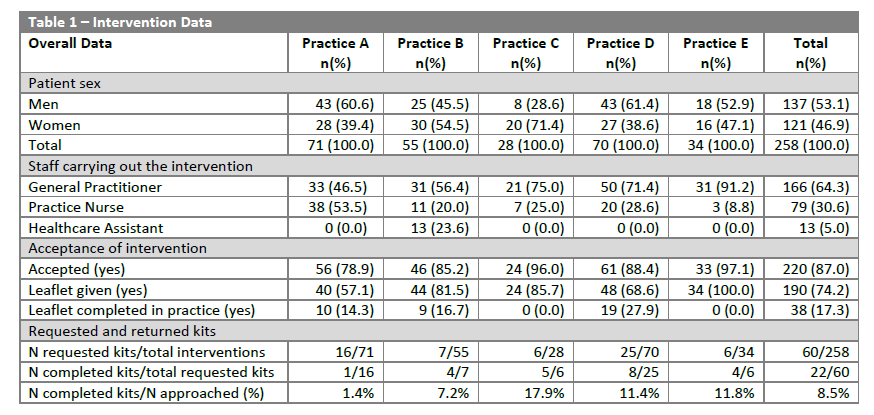 Table 1 – Intervention Data
Overall Data Practice A Practice B Practice C Practice D Practice E Total
n(%) n(%) n(%) n(%) n(%) n(%)
Patient sex
Men 43 (60.6) 25 (45.5) 8 (28.6) 43 (61.4) 18 (52.9) 137 (53.1)
Women 28 (39.4) 30 (54.5) 20 (71.4) 27 (38.6) 16 (47.1) 121 (46.9)
Total 71 (100.0) 55 (100.0) 28 (100.0) 70 (100.0) 34 (100.0) 258 (100.0)
Staff carrying out the intervention
General Practitioner 33 (46.5) 31 (56.4) 21 (75.0) 50 (71.4) 31 (91.2) 166 (64.3)
Practice Nurse 38 (53.5) 11 (20.0) 7 (25.0) 20 (28.6) 3 (8.8) 79 (30.6)
Healthcare Assistant 0 (0.0) 13 (23.6) 0 (0.0) 0 (0.0) 0 (0.0) 13 (5.0)
Acceptance of intervention
Accepted (yes) 56 (78.9) 46 (85.2) 24 (96.0) 61 (88.4) 33 (97.1) 220 (87.0)
Leaflet given (yes) 40 (57.1) 44 (81.5) 24 (85.7) 48 (68.6) 34 (100.0) 190 (74.2)
Leaflet completed in practice (yes) 10 (14.3) 9 (16.7) 0 (0.0) 19 (27.9) 0 (0.0) 38 (17.3)
Requested and returned kits
N requested kits/total interventions 16/71 7/55 6/28 25/70 6/34 60/258
N completed kits/total requested kits 1/16 4/7 5/6 8/25 4/6 22/60
N completed kits/N approached (%) 1.4% 7.2% 17.9% 11.4% 11.8% 8.5%